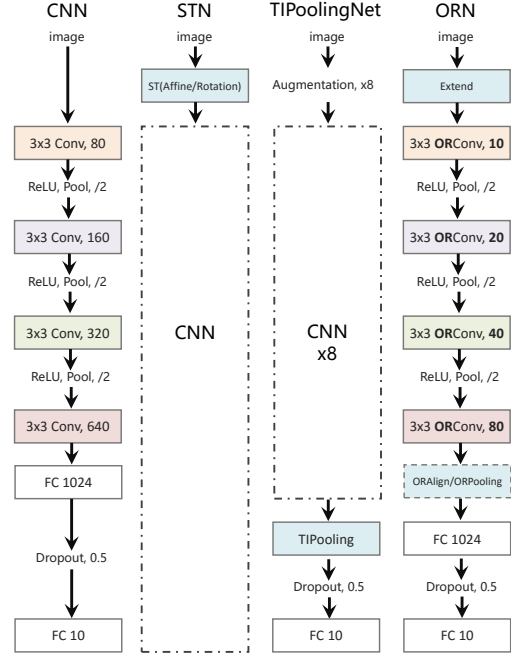 CNN
image
3x3 Conv, 80
ReLU, Pool, /2
3x3 Conv, 160
ReLU, Pool, /2
3x3 Conv, 320
ReLU, Pool, /2
3x3 Conv, 640
FC 1024
Dropout, 0.5
FC 10
STN
image
ST(Affine/Rotation)
CNN
TIPoolingNet
image
Augmentation, x8
CNN
x8
TIPooling
Dropout, 0.5
FC 10
ORN
image
Extend
3x3 ORConv, 10
ReLU, Pool, /2
3x3 ORConv, 20
ReLU, Pool, /2
3x3 ORConv, 40
ReLU, Pool, /2
3x3 ORConv, 80
ORAlign/ORPooling
FC 1024
Dropout, 0.5
FC 10